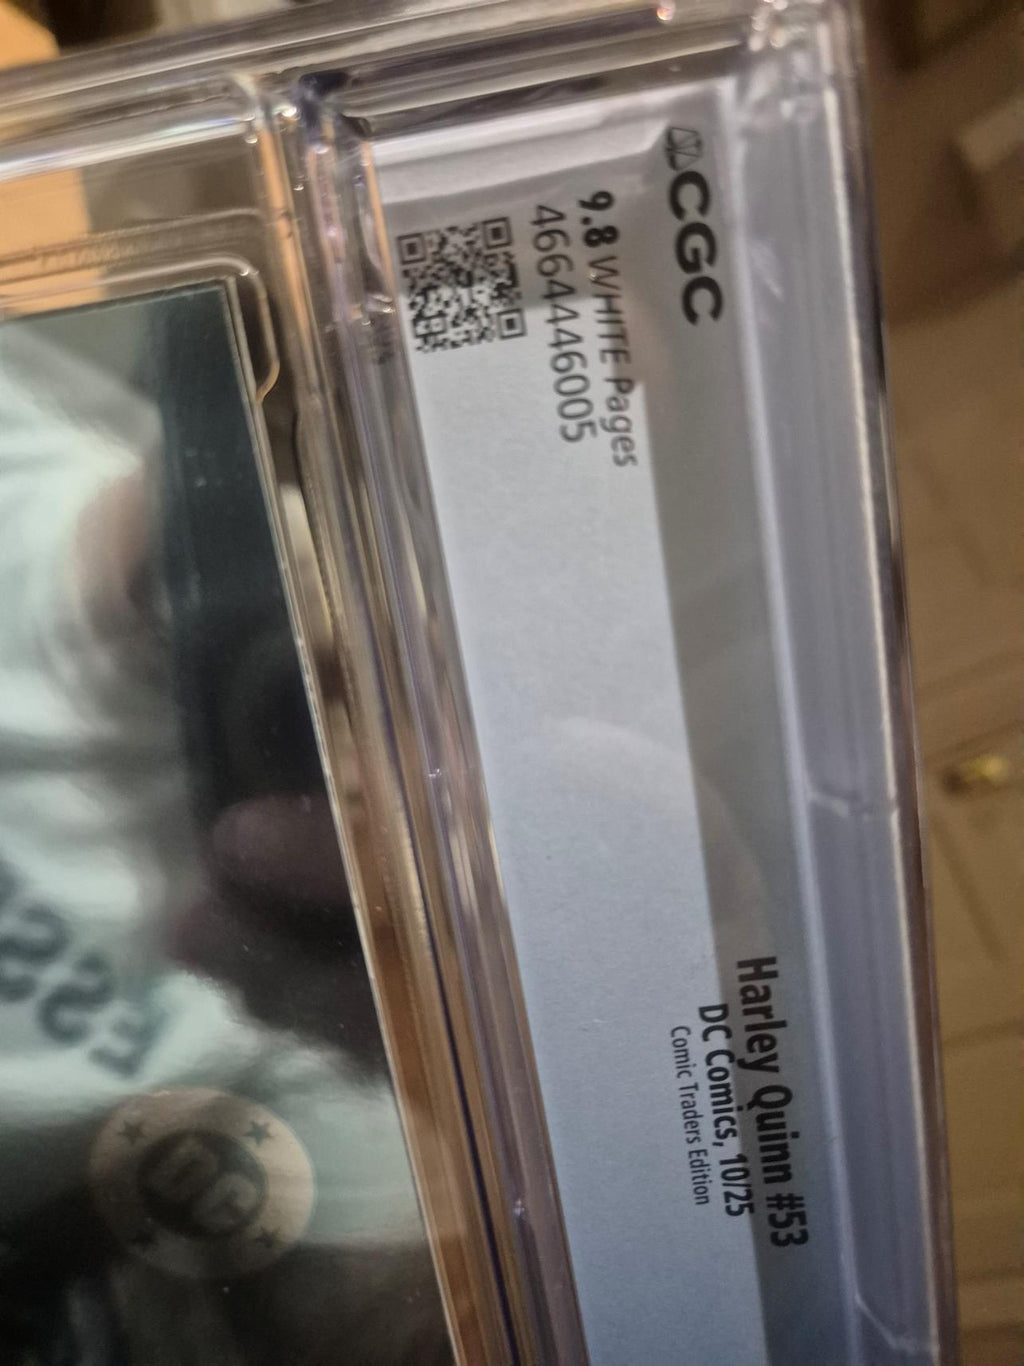 CGC
9.8 WHITE Pages
4664446005
Harley Quinn #53
DC Comics, 10/25
Comic Traders Edition